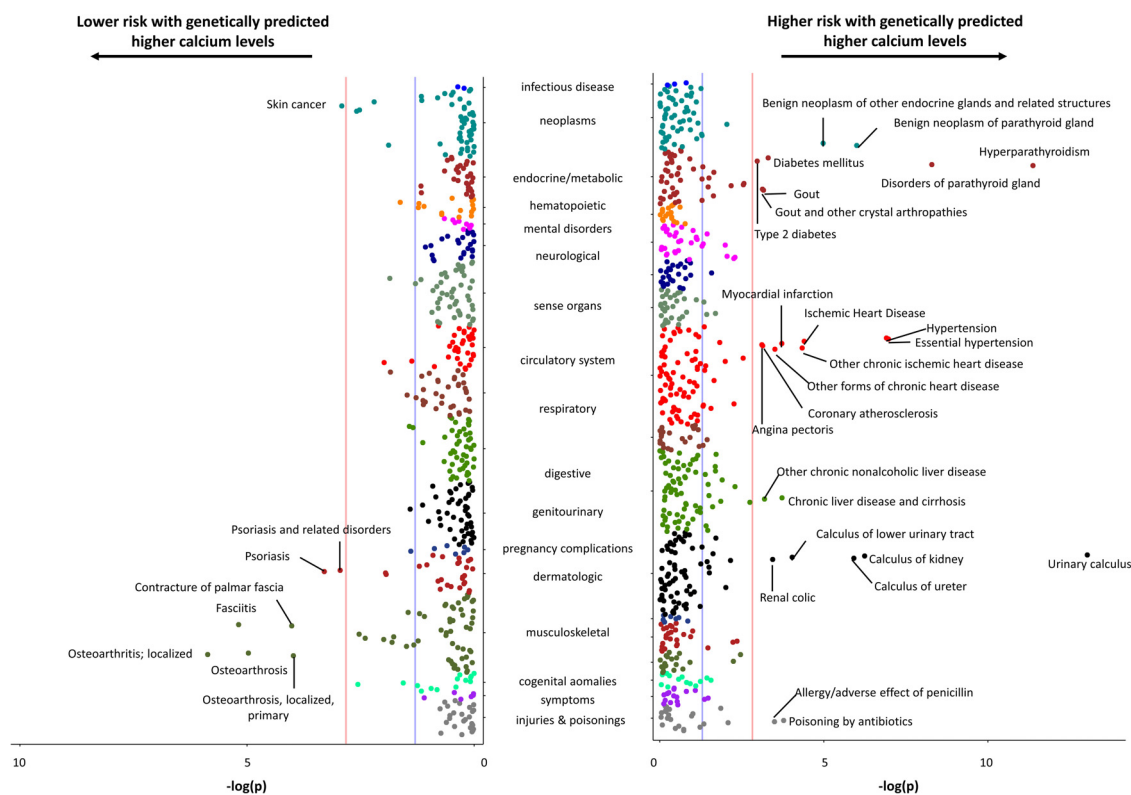 Lower risk with genetically predicted
higher calcium levels
Higher risk with genetically predicted
higher calcium levels
infectious disease
neoplasms
endocrine/metabolic
hematopoietic
mental disorders
neurological
sense organs
circulatory system
respiratory
digestive
genitourinary
pregnancy complications
dermatologic
musculoskeletal
cogenital aomalies
symptoms
injuries & poisonings
Skin cancer
Psoriasis and related disorders
Psoriasis
Contracture of palmar fascia
Fasciitis
Osteoarthritis; localized
Osteoarthrosis
Osteoarthrosis, localized,
primary
Benign neoplasm of other endocrine glands and related structures
Benign neoplasm of parathyroid gland
Hyperparathyroidism
Diabetes mellitus
Disorders of parathyroid gland
Gout
Gout and other crystal arthropathies
Type 2 diabetes
Myocardial infarction
Ischemic Heart Disease
Hypertension
Essential hypertension
Other chronic ischemic heart disease
Other forms of chronic heart disease
Coronary atherosclerosis
Angina pectoris
Other chronic nonalcoholic liver disease
Chronic liver disease and cirrhosis
Calculus of lower urinary tract
Calculus of kidney
Urinary calculus
Calculus of ureter
Renal colic
Allergy/adverse effect of penicillin
Poisoning by antibiotics
10 5 0
0 5 10
-log(p)
-log(p)